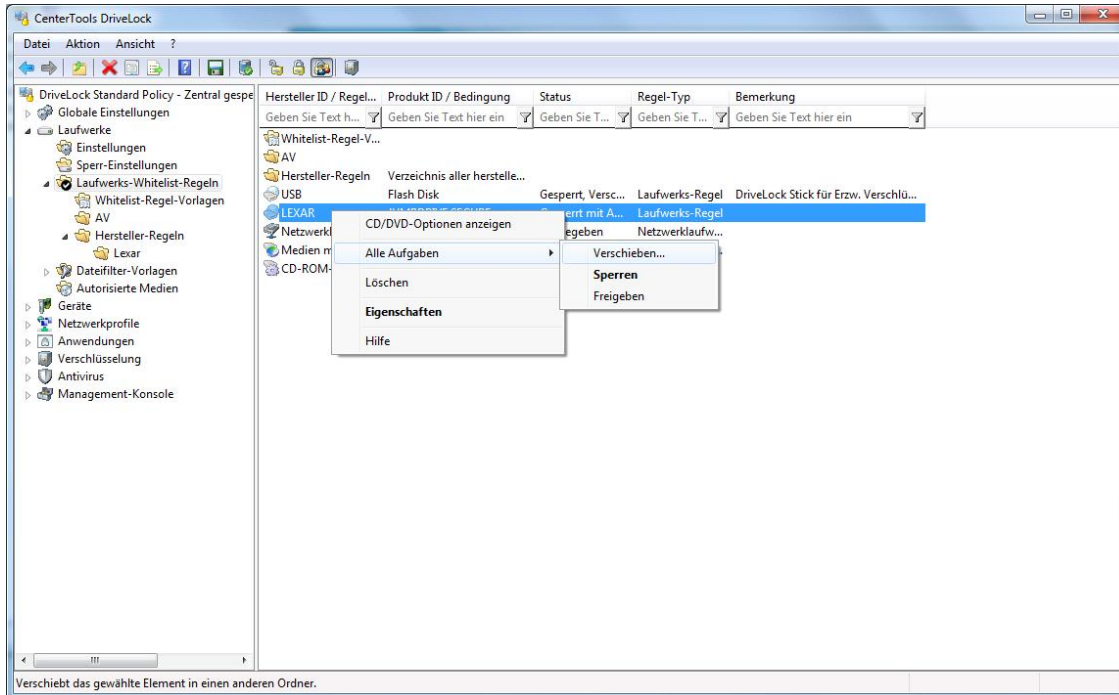 CenterTools DriveLock
Datei Aktion Ansicht ?
DriveLock Standard Policy - Zentral gespe
Globale Einstellungen
Laufwerke
Einstellungen
Sperr-Einstellungen
Laufwerks-Whitelist-Regeln
Whitelist-Regel-Vorlagen
AV
Hersteller-Regeln
Lexar
Dateifilter-Vorlagen
Autorisierte Medien
Geräte
Netzwerkprofile
Anwendungen
Verschlüsselung
Antivirus
Management-Konsole
Hersteller ID / Regel... Produkt ID / Bedingung Status Regel-Typ Bemerkung
Geben Sie Text h... Geben Sie Text hier ein Geben Sie T... Geben Sie T... Geben Sie Text hier ein
Whitelist-Regel-V...
AV
Hersteller-Regeln Verzeichnis aller herstelle...
USB Flash Disk Gesperrt, Versc... Laufwerks-Regel DriveLock Stick für Erzw. Verschlü...
LEXAR rrt mit A... Laufwerks-Regel
Netzwerkl egeben Netzwerklaufw...
Medien m
CD-ROM-
CD/DVD-Optionen anzeigen
Alle Aufgaben
Löschen
Eigenschaften
Hilfe
Verschieben...
Sperren
Freigeben
Verschiebt das gewählte Element in einen anderen Ordner.